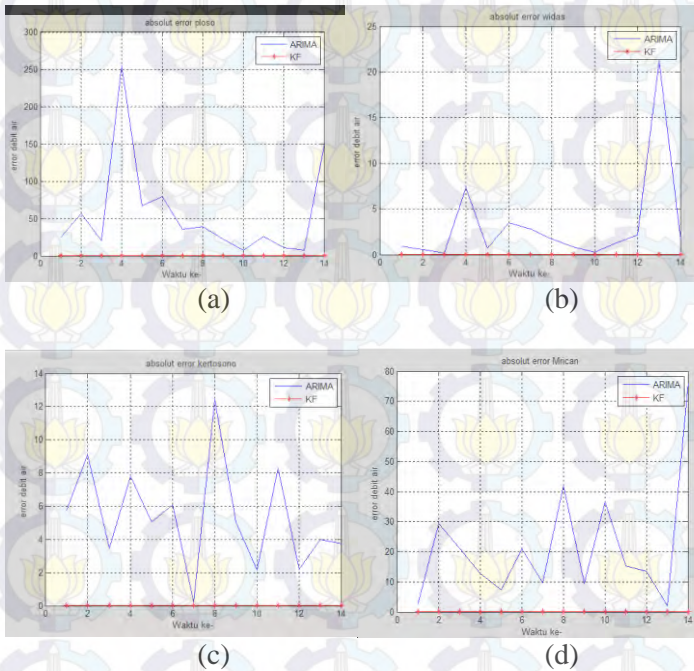 absolut error ploso
300
250
200
150
100
50
0
error debit air
0 2 4 6 8 10 12 14
Waktu ke-
ARIMA
KF
(a)
absolut error widas
25
20
15
10
5
0
error debit air
0 2 4 6 8 10 12 14
Waktu ke-
ARIMA
KF
(b)
absolut error kertosono
14
12
10
8
6
4
2
0
error debit air
0 2 4 6 8 10 12 14
Waktu ke-
ARIMA
KF
(c)
absolut error Mrican
80
70
60
50
40
30
20
10
0
error debit air
0 2 4 6 8 10 12 14
Waktu ke-
ARIMA
KF
(d)